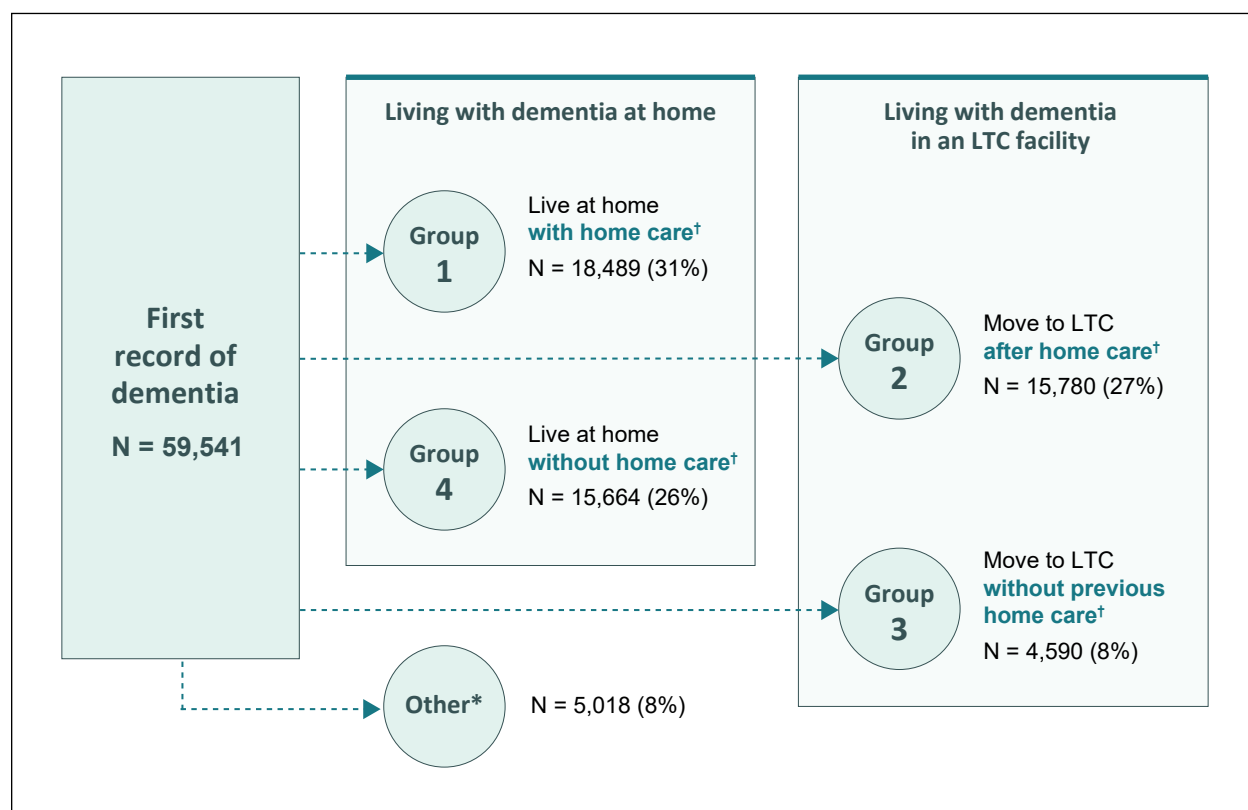 First
record of
dementia
N = 59,541
Living with dementia at home
Group
1
Live at home
with home care†
N = 18,489 (31%)
Group
4
Live at home
without home care†
N = 15,664 (26%)
Other*
N = 5,018 (8%)
Living with dementia
in an LTC facility
Group
2
Move to LTC
after home care†
N = 15,780 (27%)
Group
3
Move to LTC
without previous
home care†
N = 4,590 (8%)